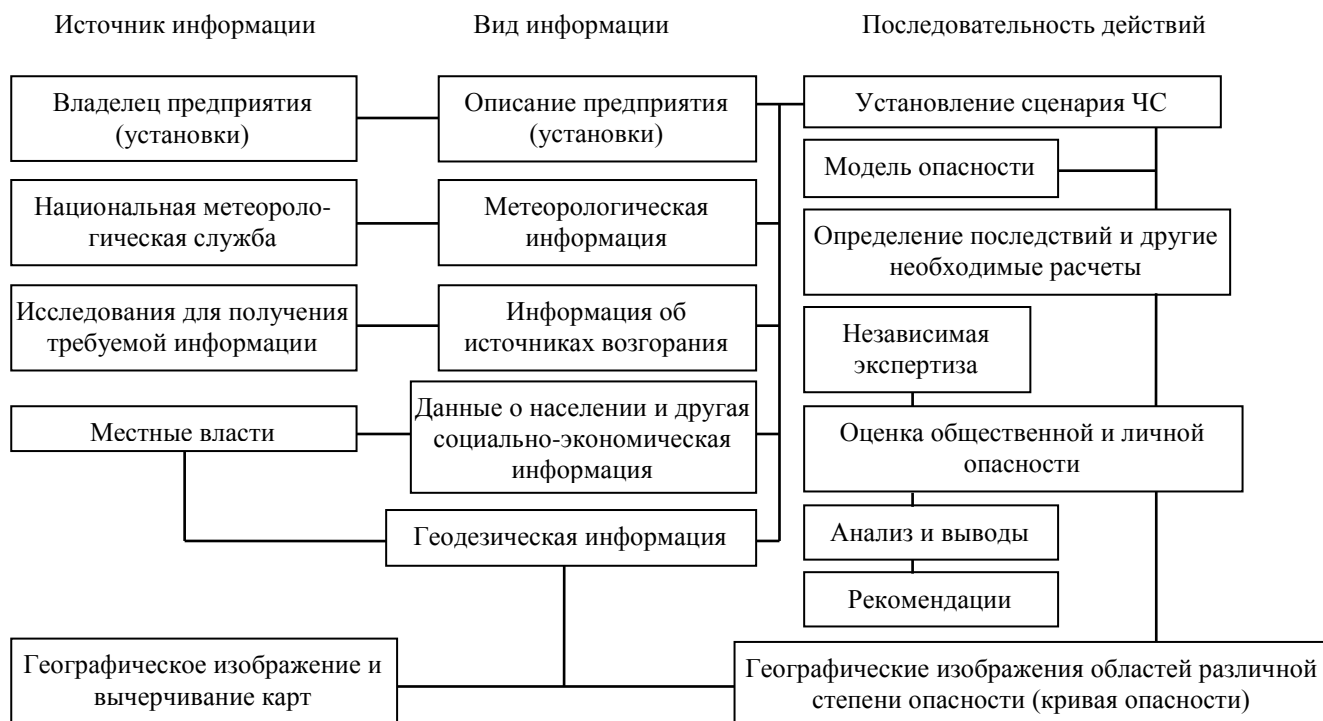 Источник информации
Вид информации
Последовательность действий
Владелец предприятия
(установки)
Описание предприятия
(установки)
Установление сценария ЧС
Модель опасности
Национальная метеороло-
гическая служба
Метеорологическая
информация
Определение последствий и другие
необходимые расчеты
Исследования для получения
требуемой информации
Информация об
источниках возгорания
Независимая
экспертиза
Местные власти
Данные о населении и другая
социально-экономическая
информация
Оценка общественной и личной
опасности
Геодезическая информация
Анализ и выводы
Рекомендации
Географическое изображение и
вычерчивание карт
Географические изображения областей различной
степени опасности (кривая опасности)